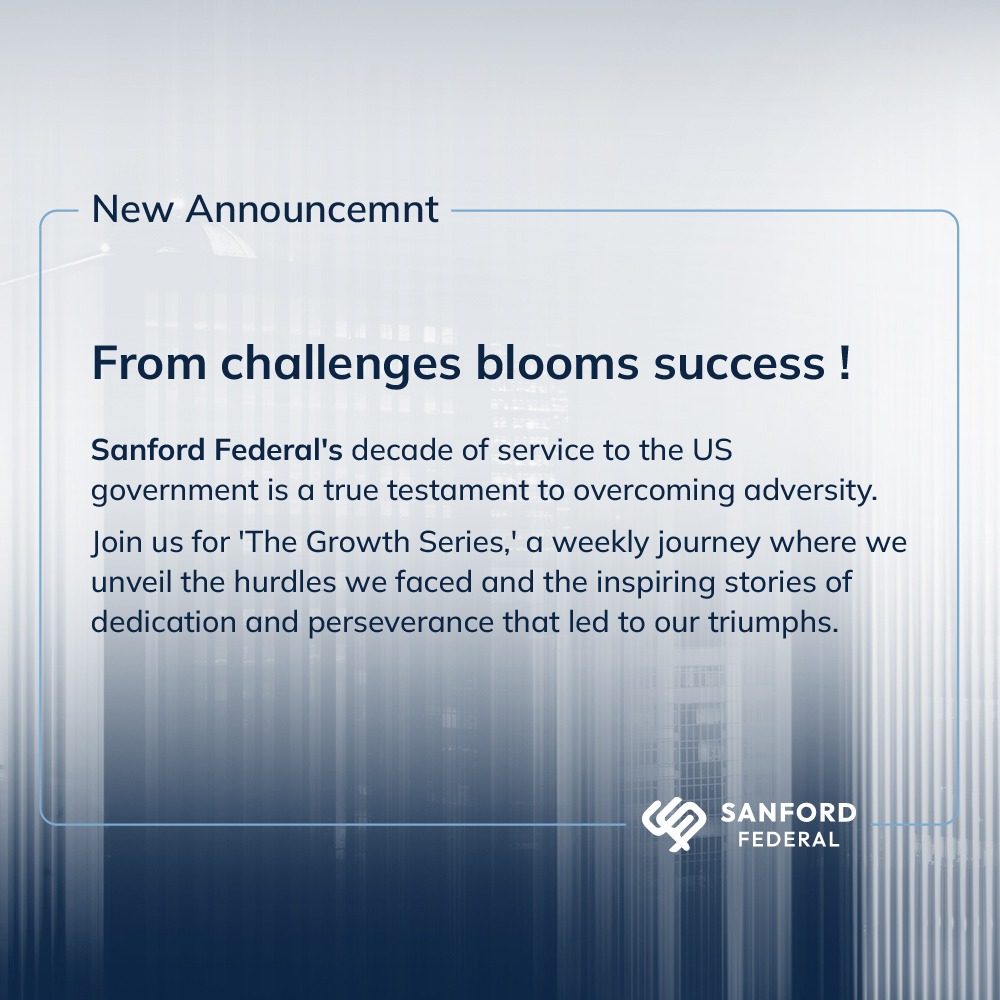 New Announcemnt
From challenges blooms success !
Sanford Federal's decade of service to the US
government is a true testament to overcoming adversity.
Join us for 'The Growth Series,' a weekly journey where we
unveil the hurdles we faced and the inspiring stories of
dedication and perseverance that led to our triumphs.
SANFORD
FEDERAL